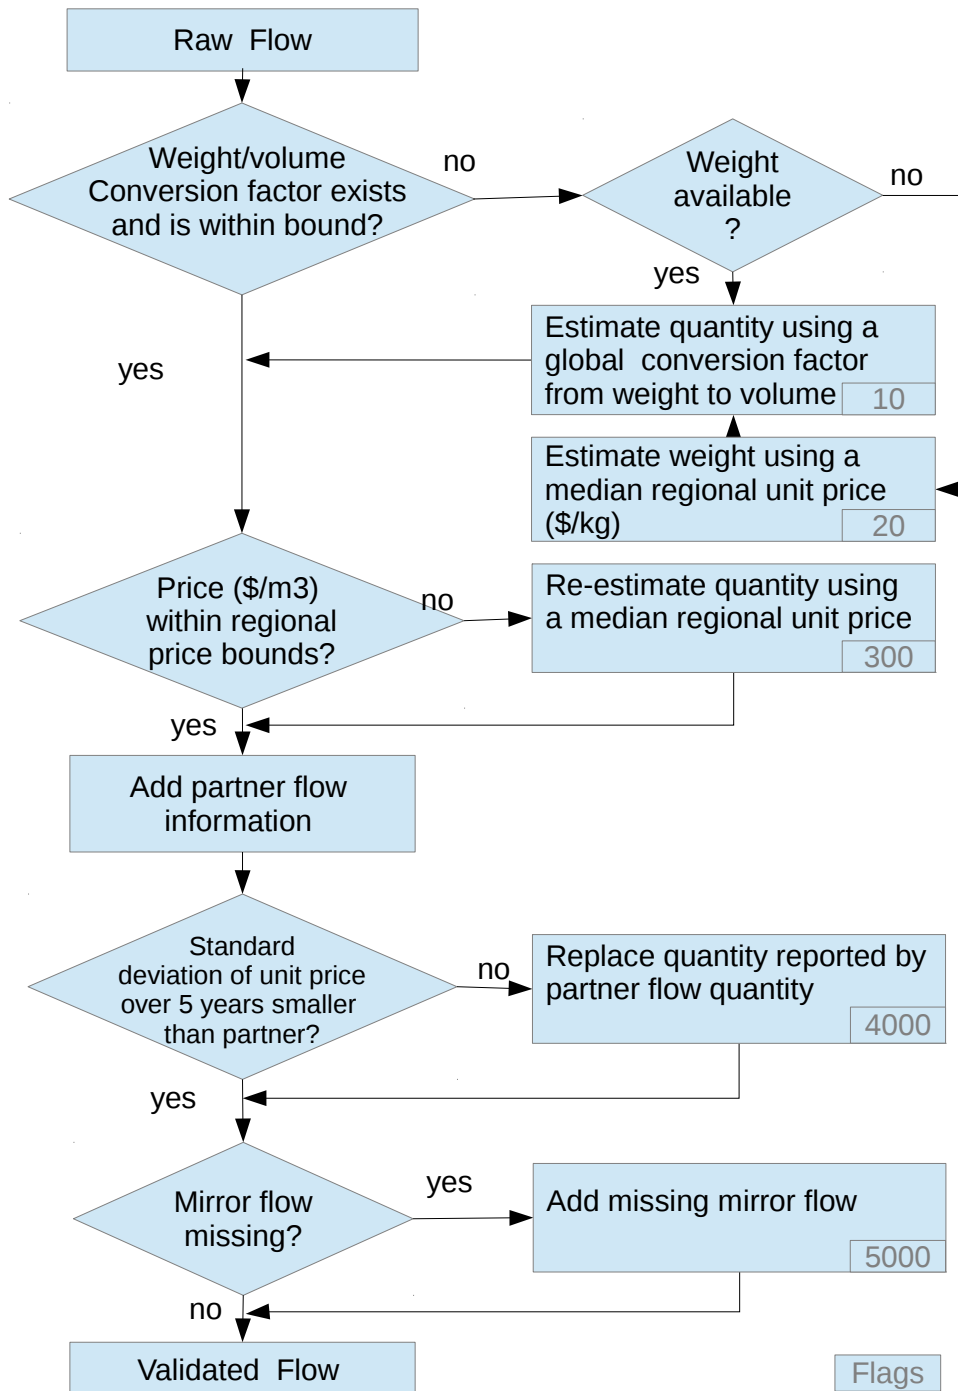 Raw Flow
Weight/volume
Conversion factor exists
and is within bound?
no
Weight
available
?
no
yes
yes
Estimate quantity using a
global conversion factor
from weight to volume
10
Estimate weight using a
median regional unit price
($/kg)
20
Price ($/m3)
within regional
price bounds?
no
Re-estimate quantity using
a median regional unit price
300
yes
Add partner flow
information
Standard
deviation of unit price
over 5 years smaller
than partner?
no
Replace quantity reported by
partner flow quantity
4000
yes
Mirror flow
missing?
yes
Add missing mirror flow
5000
no
Validated Flow
Flags